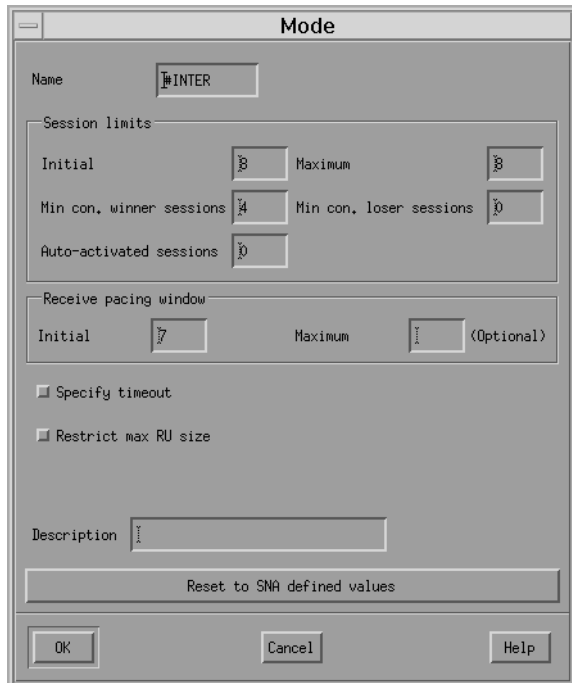 Mode
Name #INTER
Session limits
Initial 8 Maximum 8
Min con. winner sessions 4 Min con. loser sessions 0
Auto-activated sessions 0
Receive pacing window
Initial 7 Maximum (Optional)
Specify timeout
Restrict max RU size
Description
Reset to SNA defined values
OK Cancel Help